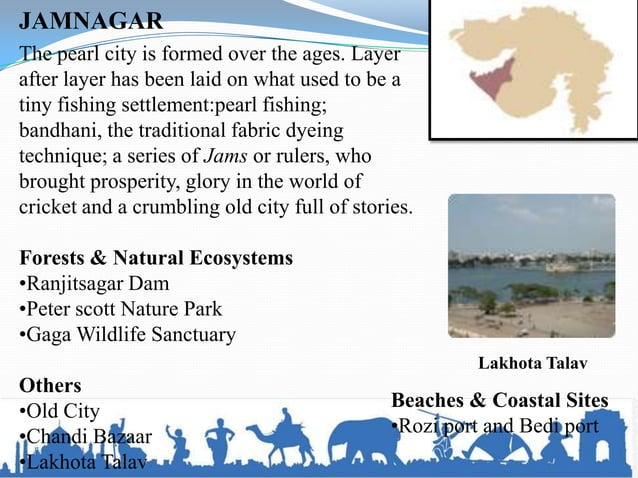 JAMNAGAR
The pearl city is formed over the ages. Layer
after layer has been laid on what used to be a
tiny fishing settlement:pearl fishing;
bandhani, the traditional fabric dyeing
technique; a series of Jams or rulers, who
brought prosperity, glory in the world of
cricket and a crumbling old city full of stories.
Forests & Natural Ecosystems
•Ranjitsagar Dam
•Peter scott Nature Park
•Gaga Wildlife Sanctuary
Others
•Old City
•Chandi Bazaar
•Lakhota Talav
Lakhota Talav
Beaches & Coastal Sites
•Rozi port and Bedi port